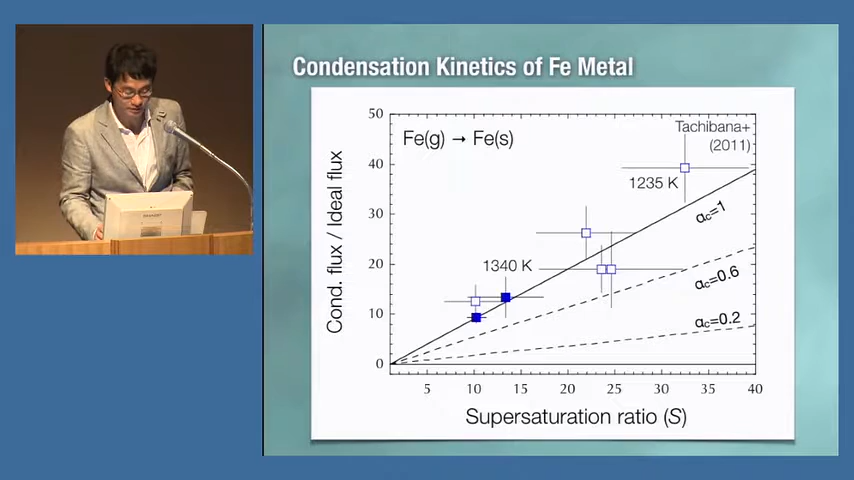 Condensation Kinetics of Fe Metal
Fe(g) → Fe(s)
Tachibana+
(2011)
1235 K
1340 K
αc=1
αc=0.6
αc=0.2
Cond. flux / Ideal flux
50
40
30
20
10
0
5 10 15 20 25 30 35 40
Supersaturation ratio (S)